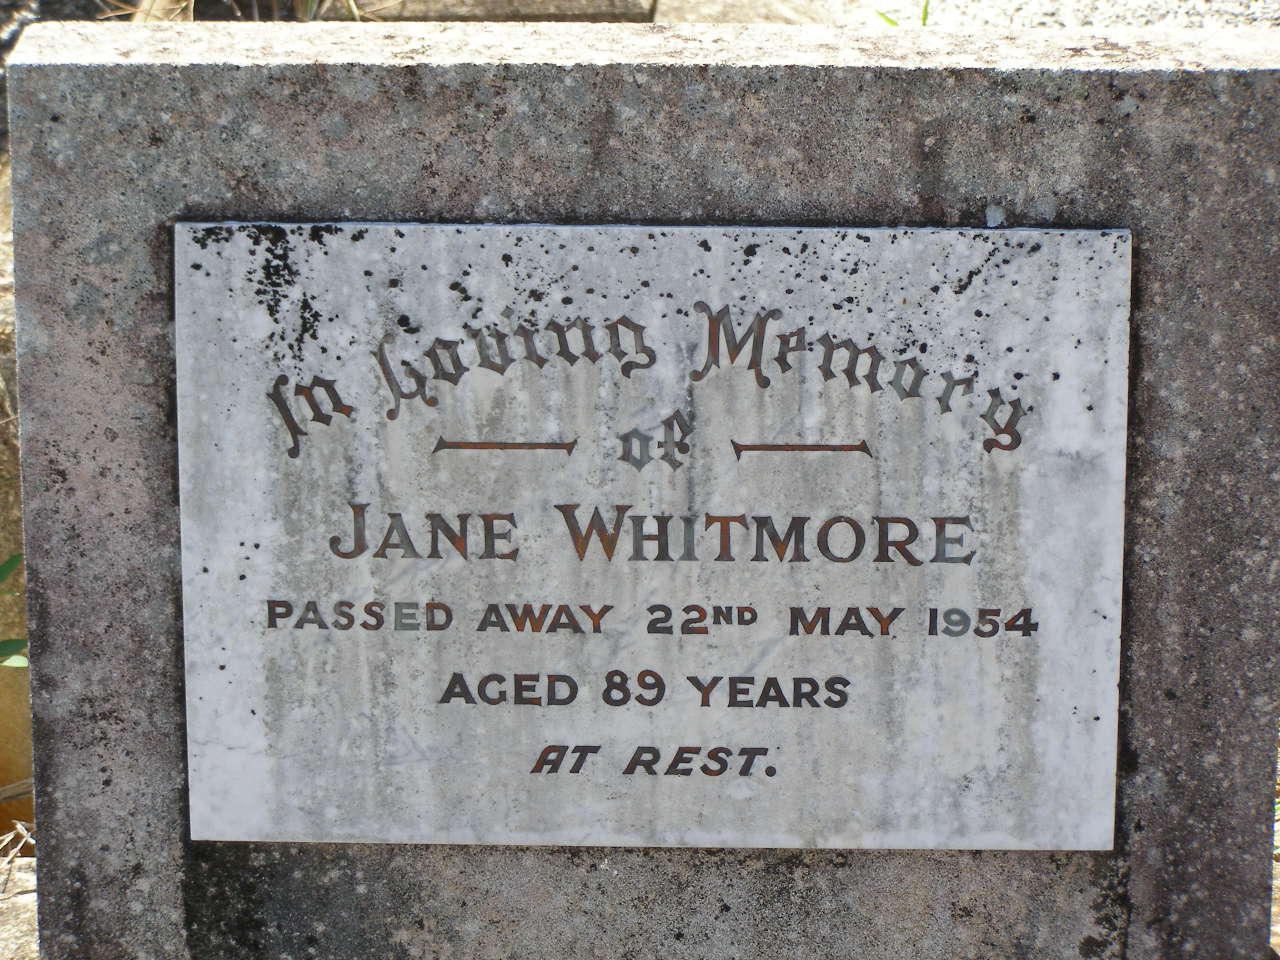 In Loving Memory
of
JANE WHITMORE
PASSED AWAY 22ND MAY 1954
AGED 89 YEARS
AT REST.